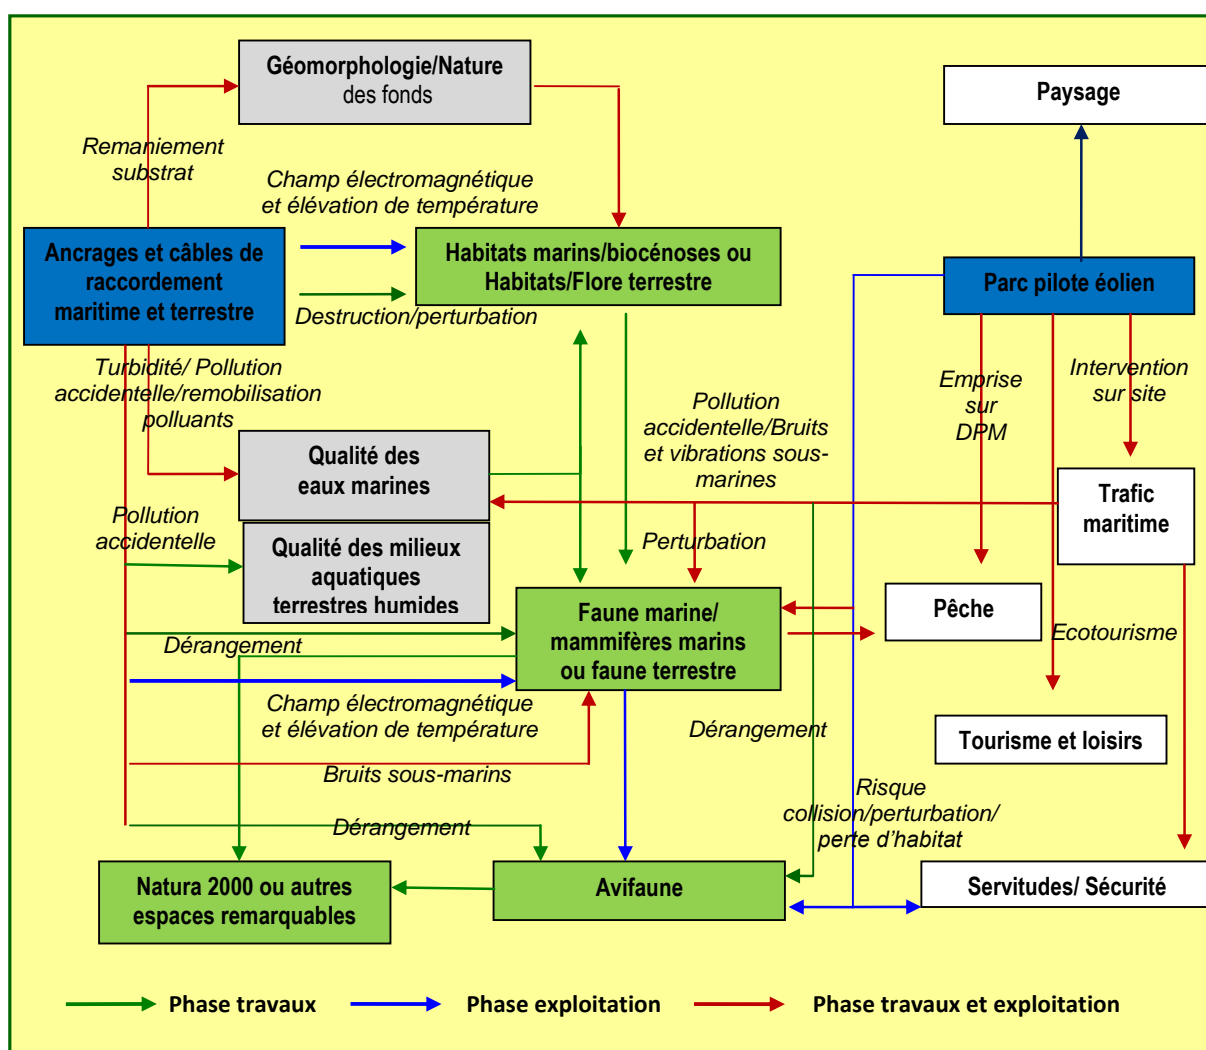 Géomorphologie/Nature
des fonds
Paysage
Remaniement
substrat
Champ électromagnétique
et élévation de température
Ancrages et câbles de
raccordement
maritime et terrestre
Habitats marins/biocénoses ou
Habitats/Flore terrestre
Parc pilote éolien
Destruction/perturbation
Turbidité/ Pollution
accidentelle/remobilisation
polluants
Pollution
accidentelle/Bruits
et vibrations sous-
marines
Emprise
sur
DPM
Intervention
sur site
Qualité des
eaux marines
Trafic
maritime
Pollution
accidentelle
Qualité des milieux
aquatiques
terrestres humides
Perturbation
Faune marine/
mammifères marins
ou faune terrestre
Pêche
Ecotourisme
Dérangement
Champ électromagnétique
et élévation de température
Dérangement
Tourisme et loisirs
Bruits sous-marins
Risque
collision/perturbation/
perte d'habitat
Dérangement
Natura 2000 ou autres
espaces remarquables
Avifaune
Servitudes/ Sécurité
Phase travaux
Phase exploitation
Phase travaux et exploitation